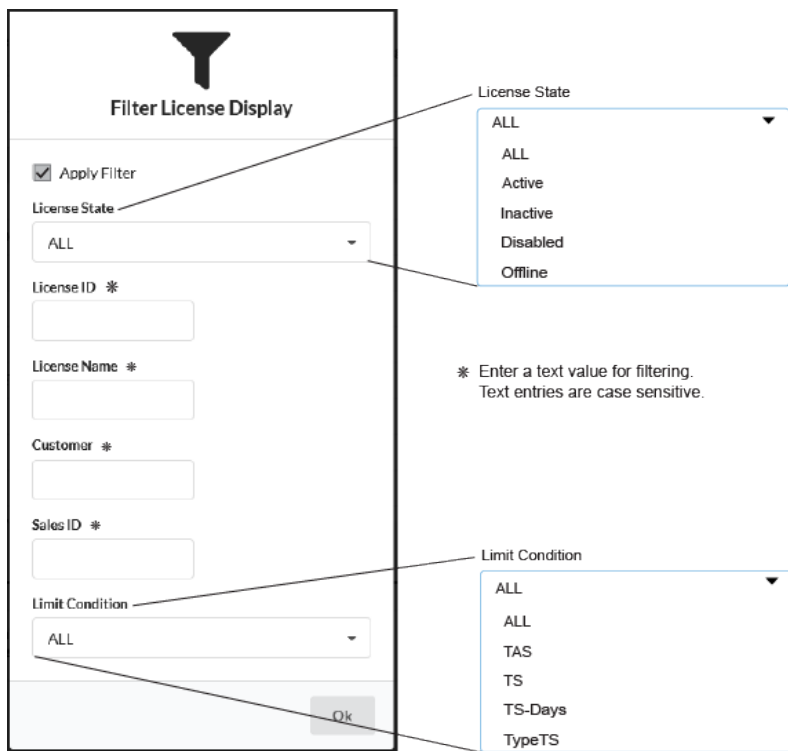 Filter License Display
Apply Filter
License State
ALL
License ID *
License Name *
Customer *
Sales ID *
Limit Condition
ALL
Ok
License State
ALL
ALL
Active
Inactive
Disabled
Offline
* Enter a text value for filtering.
Text entries are case sensitive.
Limit Condition
ALL
ALL
TAS
TS
TS-Days
TypeTS